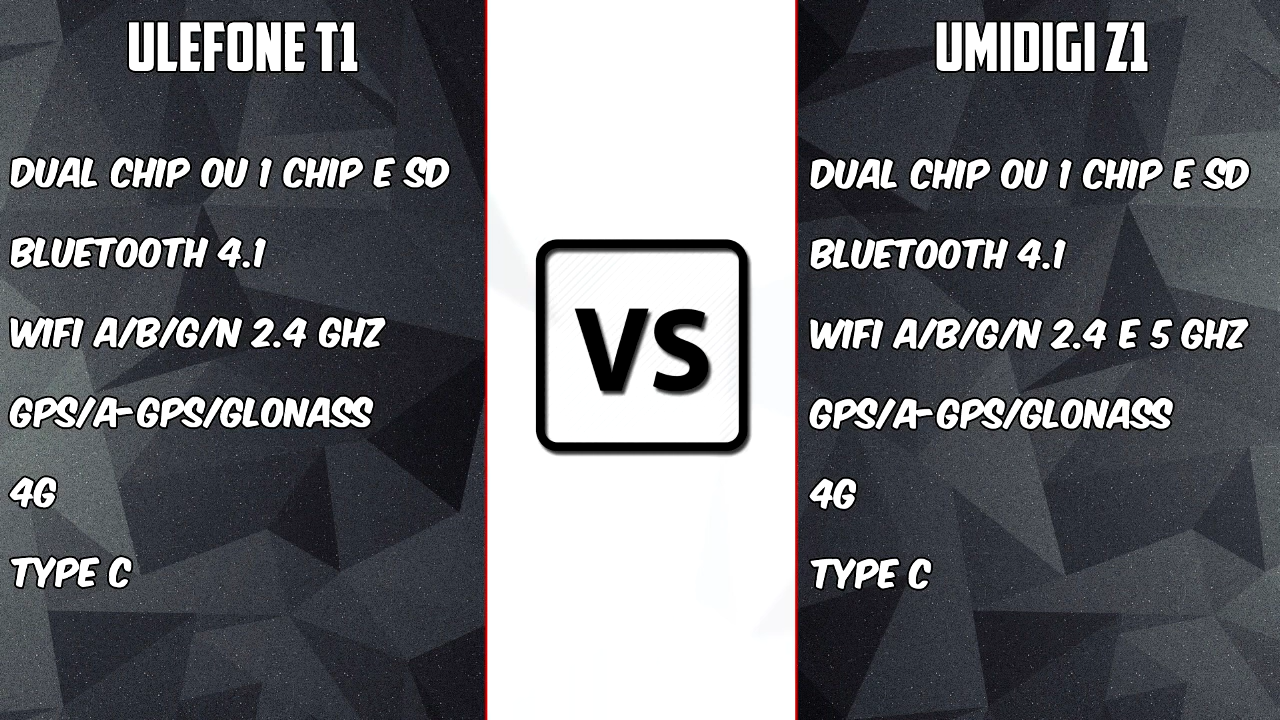 ULEFONE T1
DUAL CHIP OU 1 CHIP E SD
BLUETOOTH 4.1
WIFI A/B/G/N 2.4 GHZ
GPS/A-GPS/GLONASS
4G
TYPE C
VS
UMIDIGI Z1
DUAL CHIP OU 1 CHIP E SD
BLUETOOTH 4.1
WIFI A/B/G/N 2.4 E 5 GHZ
GPS/A-GPS/GLONASS
4G
TYPE C